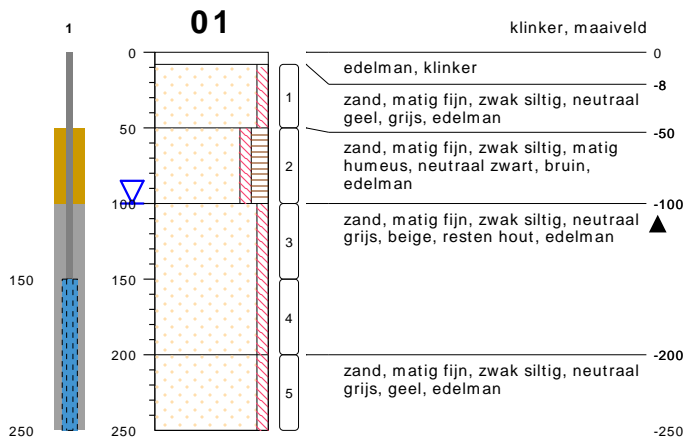 1
01
klinker, maaiveld
0
0
edelman, klinker
-8
1
zand, matig fijn, zwak siltig, neutraal
geel, grijs, edelman
50
-50
2
zand, matig fijn, zwak siltig, matig
humeus, neutraal zwart, bruin,
edelman
100
-100
3
zand, matig fijn, zwak siltig, neutraal
grijs, beige, resten hout, edelman
150
150
4
200
-200
5
zand, matig fijn, zwak siltig, neutraal
grijs, geel, edelman
250
250
-250